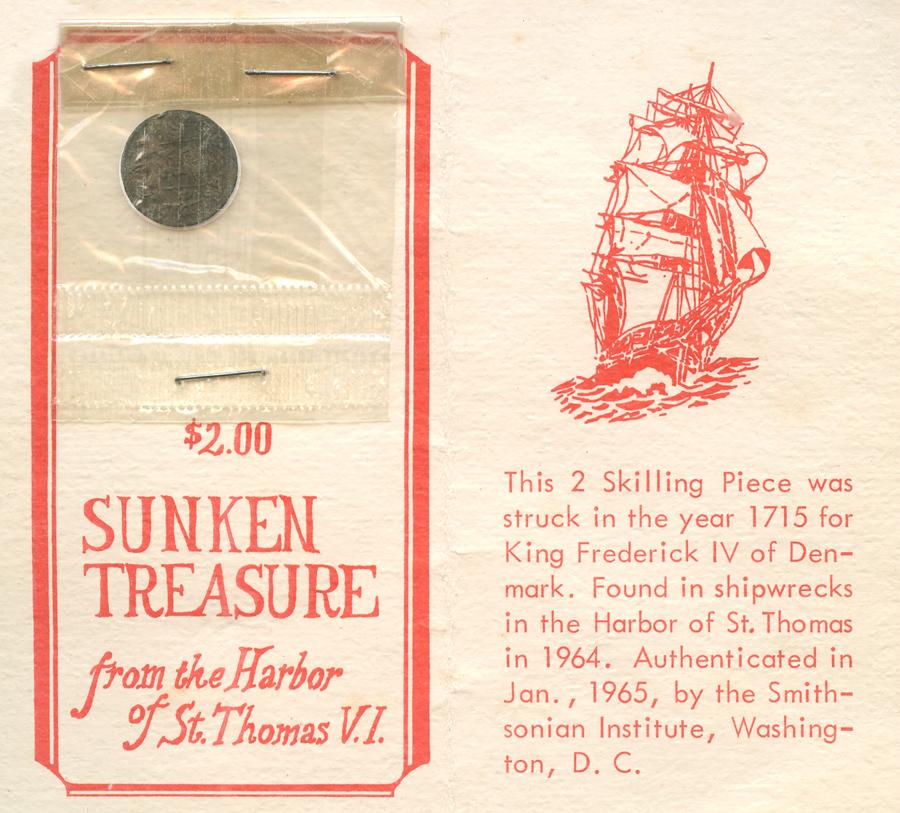 $2.00
SUNKEN
TREASURE
from the Harbor
of St. Thomas V.I.
This 2 Skilling Piece was
struck in the year 1715 for
King Frederick IV of Den-
mark. Found in shipwrecks
in the Harbor of St. Thomas
in 1964. Authenticated in
Jan., 1965, by the Smith-
sonian Institute, Washing-
ton, D. C.